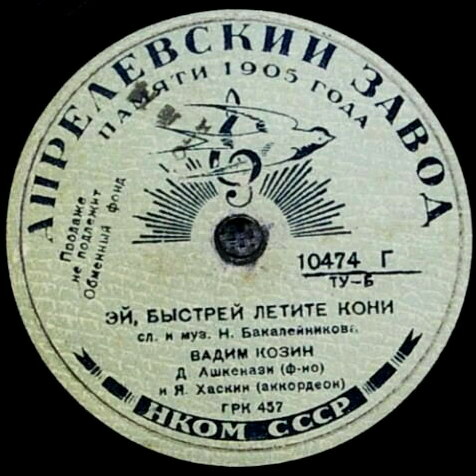 АПРЕЛЕВСКИЙ ЗАВОД
ПАМЯТИ 1905 ГОДА
Продаже
не подлежит
Обменный фонд
10474 Г
ТУ-Б
ЭЙ, БЫСТРЕЙ ЛЕТИТЕ КОНИ
сл. и муз. Н. Бакалейникова.
ВАДИМ КОЗИН
Д. Ашкенази (ф-но)
и Я. Хаскин (аккордеон)
ГРК 457
НКОМ СССР